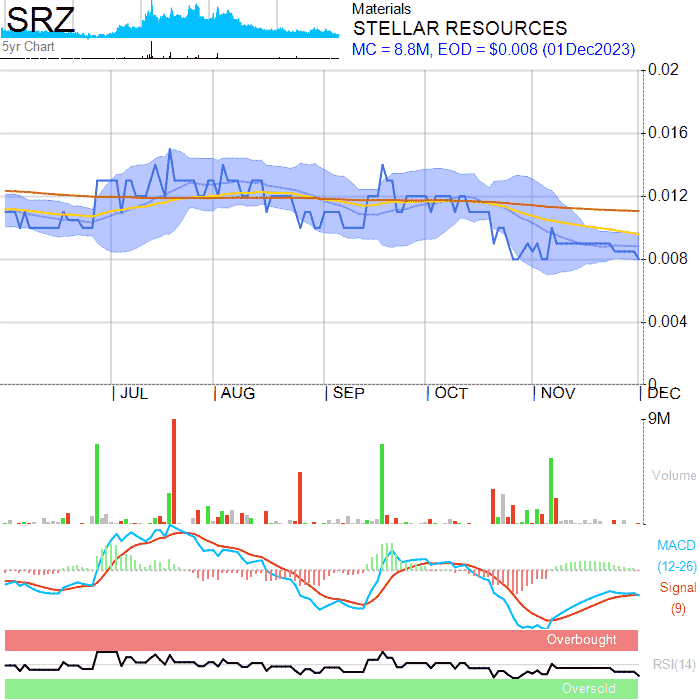 SRZ
5yr Chart
Materials
STELLAR RESOURCES
MC = 8.8M, EOD = $0.008 (01Dec2023)
0.02
0.016
0.012
0.008
0.004
0
JUL AUG SEP OCT NOV DEC
9M
Volume
MACD
(12-26)
Signal
(9)
Overbought
RSI(14)
Oversold